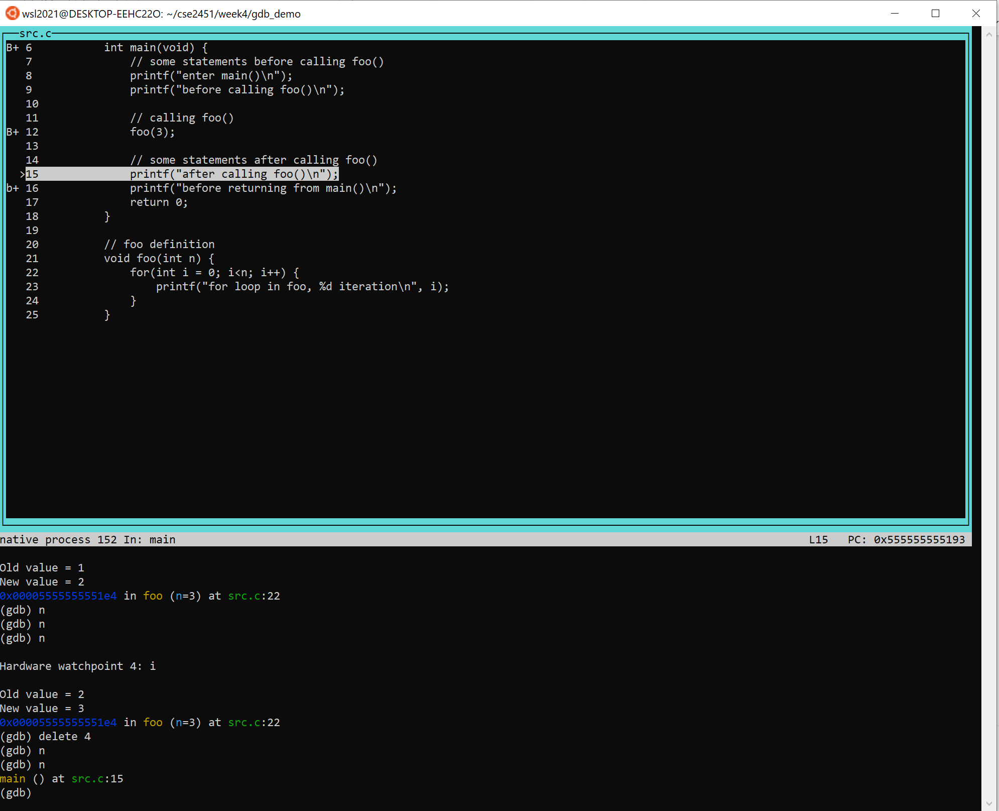 wsl2021@DESKTOP-EEHC22O: ~/cse2451/week4/gdb_demo
src.c
B+ 6          int main(void) {
   7              // some statements before calling foo()
   8              printf("enter main()\n");
   9              printf("before calling foo()\n");
   10
   11             // calling foo()
B+ 12             foo(3);
   13
   14             // some statements after calling foo()
  >15             printf("after calling foo()\n");
b+ 16             printf("before returning from main()\n");
   17             return 0;
   18         }
   19
   20         // foo definition
   21         void foo(int n) {
   22             for(int i = 0; i<n; i++) {
   23                 printf("for loop in foo, %d iteration\n", i);
   24             }
   25         }
native process 152 In: main L15 PC: 0x555555555193
Old value = 1
New value = 2
0x00005555555551e4 in foo (n=3) at src.c:22
(gdb) n
(gdb) n
(gdb) n
Hardware watchpoint 4: i
Old value = 2
New value = 3
0x00005555555551e4 in foo (n=3) at src.c:22
(gdb) delete 4
(gdb) n
(gdb) n
main () at src.c:15
(gdb)